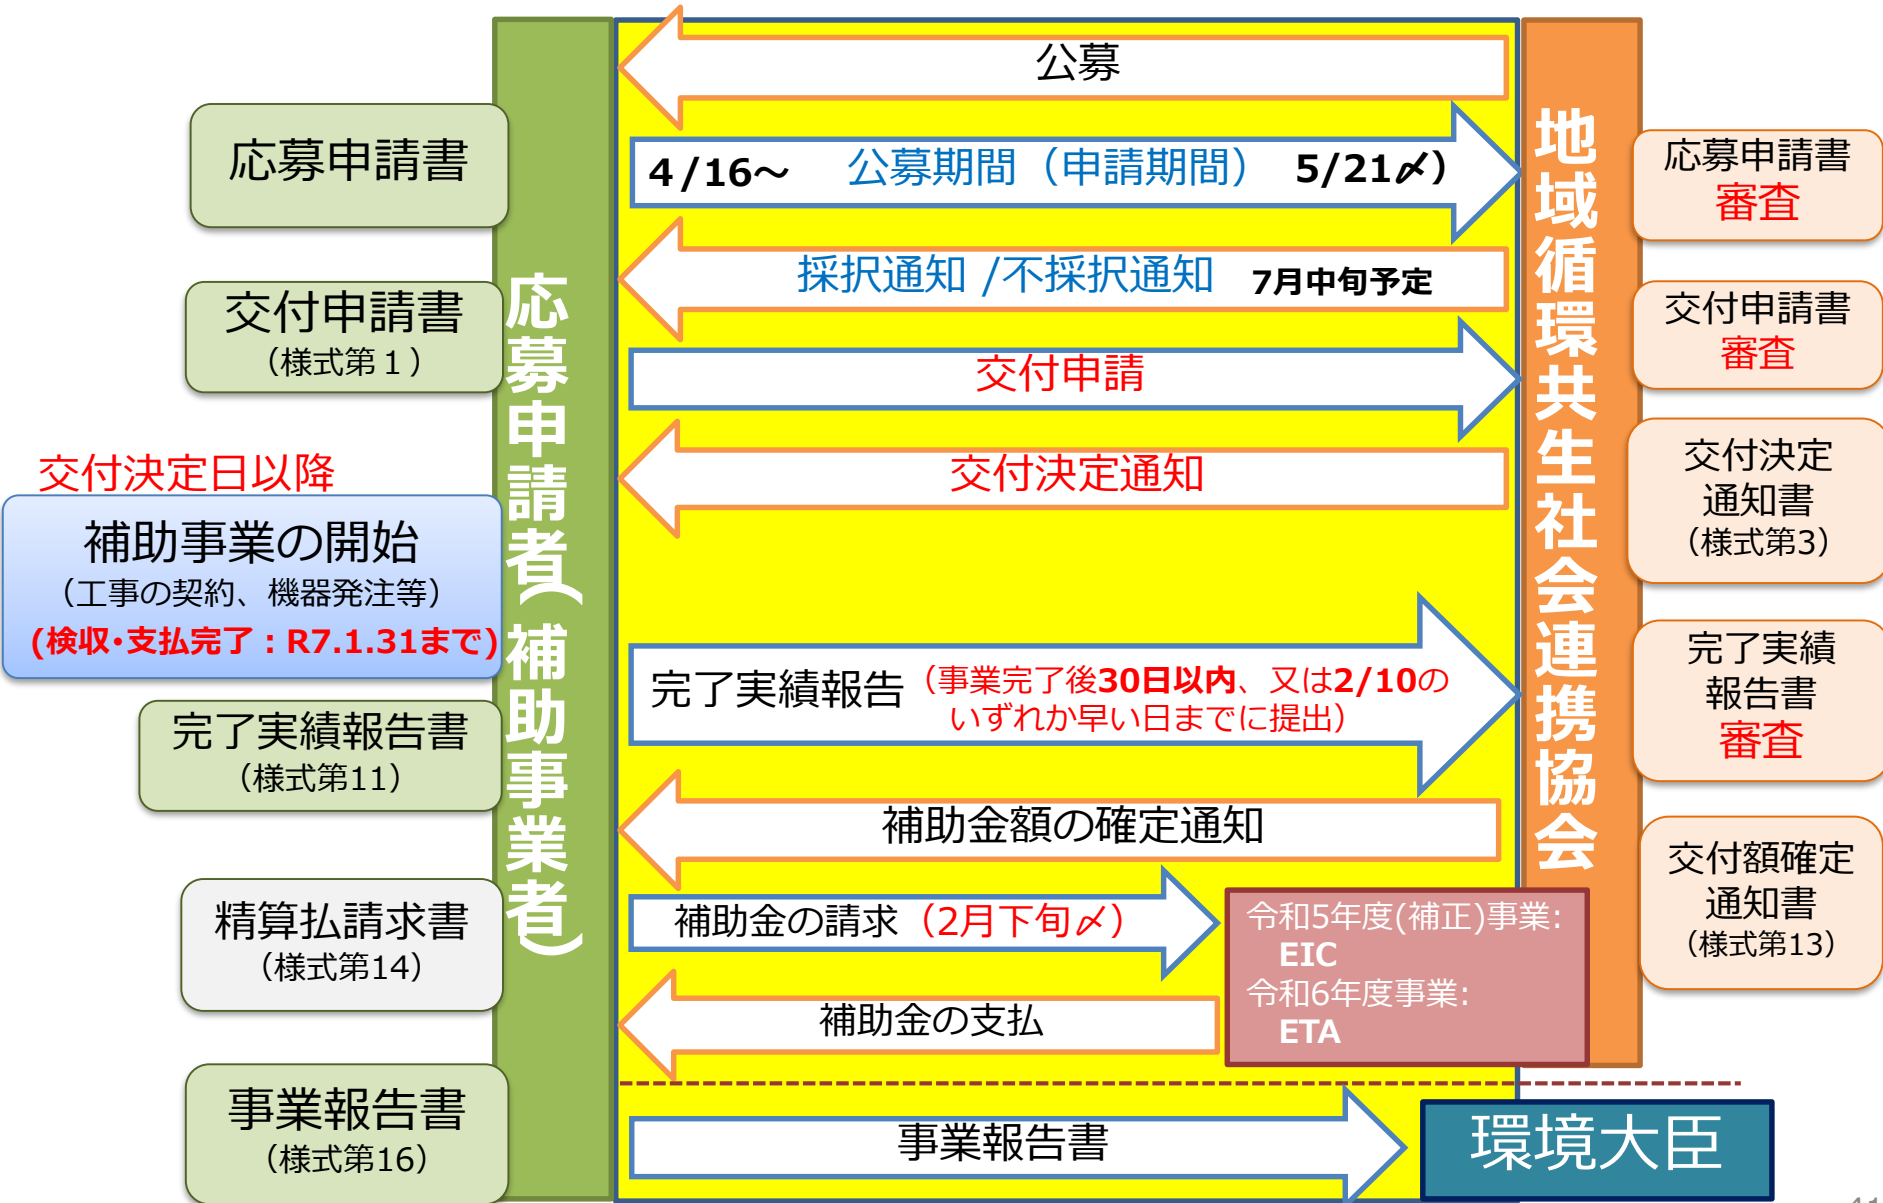 公募
応募申請書
４/16～　公募期間（申請期間）　5/21〆）
応募申請書
審査
採択通知 /不採択通知　7月中旬予定
交付申請書
（様式第１）
交付申請書
審査
交付申請
交付決定通知
交付決定
通知書
（様式第3）
交付決定日以降
補助事業の開始
（工事の契約、機器発注等）
(検収・支払完了：R7.1.31まで)
応募申請者（補助事業者）
地域循環共生社会連携協会
完了実績報告（事業完了後30日以内、又は2/10の
いずれか早い日までに提出）
完了実績
報告書
審査
完了実績報告書
（様式第11）
補助金額の確定通知
交付額確定
通知書
（様式第13）
精算払請求書
（様式第14）
補助金の請求（2月下旬〆）
令和5年度(補正)事業:
EIC
令和6年度事業:
ETA
補助金の支払
事業報告書
（様式第16）
事業報告書
環境大臣